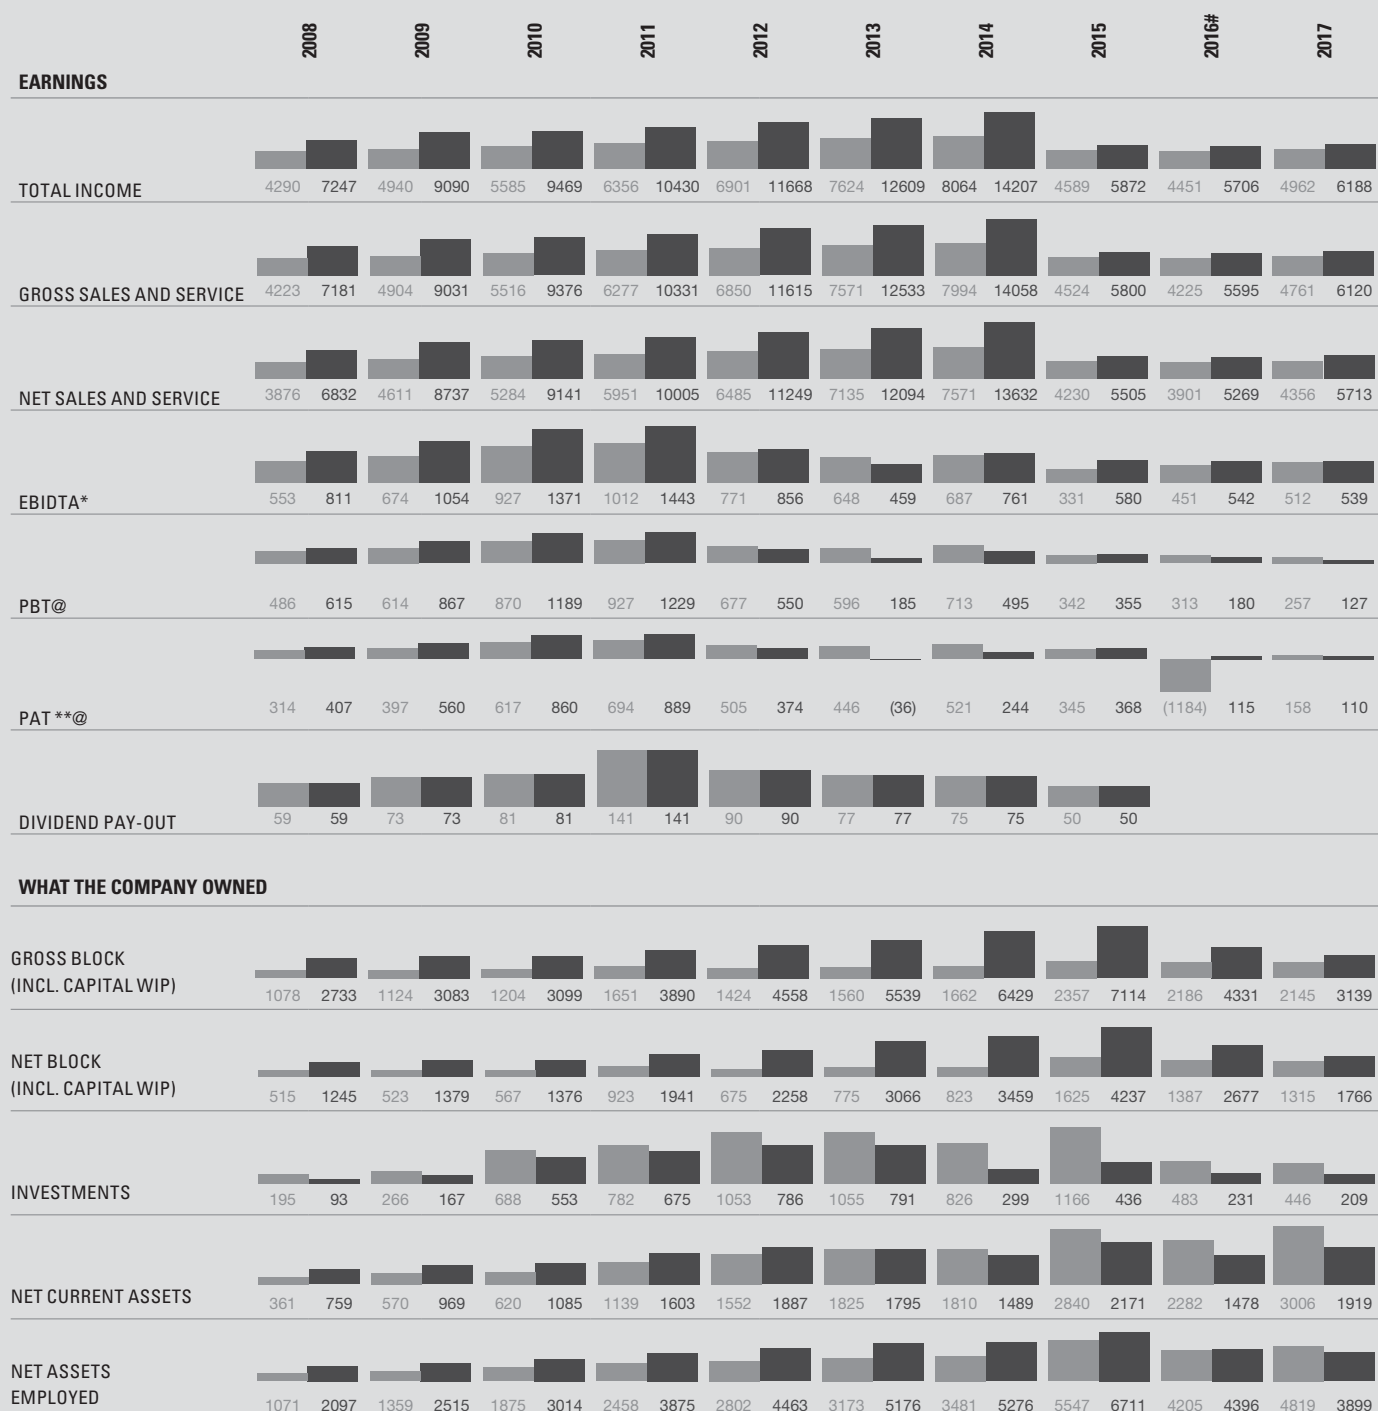 2008 2009 2010 2011 2012 2013 2014 2015 2016# 2017
EARNINGS
TOTAL INCOME 4290 7247 4940 9090 5585 9469 6356 10430 6901 11668 7624 12609 8064 14207 4589 5872 4451 5706 4962 6188
GROSS SALES AND SERVICE 4223 7181 4904 9031 5516 9376 6277 10331 6850 11615 7571 12533 7994 14058 4524 5800 4225 5595 4761 6120
NET SALES AND SERVICE 3876 6832 4611 8737 5284 9141 5951 10005 6485 11249 7135 12094 7571 13632 4230 5505 3901 5269 4356 5713
EBIDTA* 553 811 674 1054 927 1371 1012 1443 771 856 648 459 687 761 331 580 451 542 512 539
PBT@ 486 615 614 867 870 1189 927 1229 677 550 596 185 713 495 342 355 313 180 257 127
PAT **@ 314 407 397 560 617 860 694 889 505 374 446 (36) 521 244 345 368 (1184) 115 158 110
DIVIDEND PAY-OUT 59 59 73 73 81 81 141 141 90 90 77 77 75 75 50 50
WHAT THE COMPANY OWNED
GROSS BLOCK
(INCL. CAPITAL WIP) 1078 2733 1124 3083 1204 3099 1651 3890 1424 4558 1560 5539 1662 6429 2357 7114 2186 4331 2145 3139
NET BLOCK
(INCL. CAPITAL WIP) 515 1245 523 1379 567 1376 923 1941 675 2258 775 3066 823 3459 1625 4237 1387 2677 1315 1766
INVESTMENTS 195 93 266 167 688 553 782 675 1053 786 1055 791 826 299 1166 436 483 231 446 209
NET CURRENT ASSETS 361 759 570 969 620 1085 1139 1603 1552 1887 1825 1795 1810 1489 2840 2171 2282 1478 3006 1919
NET ASSETS
EMPLOYED 1071 2097 1359 2515 1875 3014 2458 3875 2802 4463 3173 5176 3481 5276 5547 6711 4205 4396 4819 3899